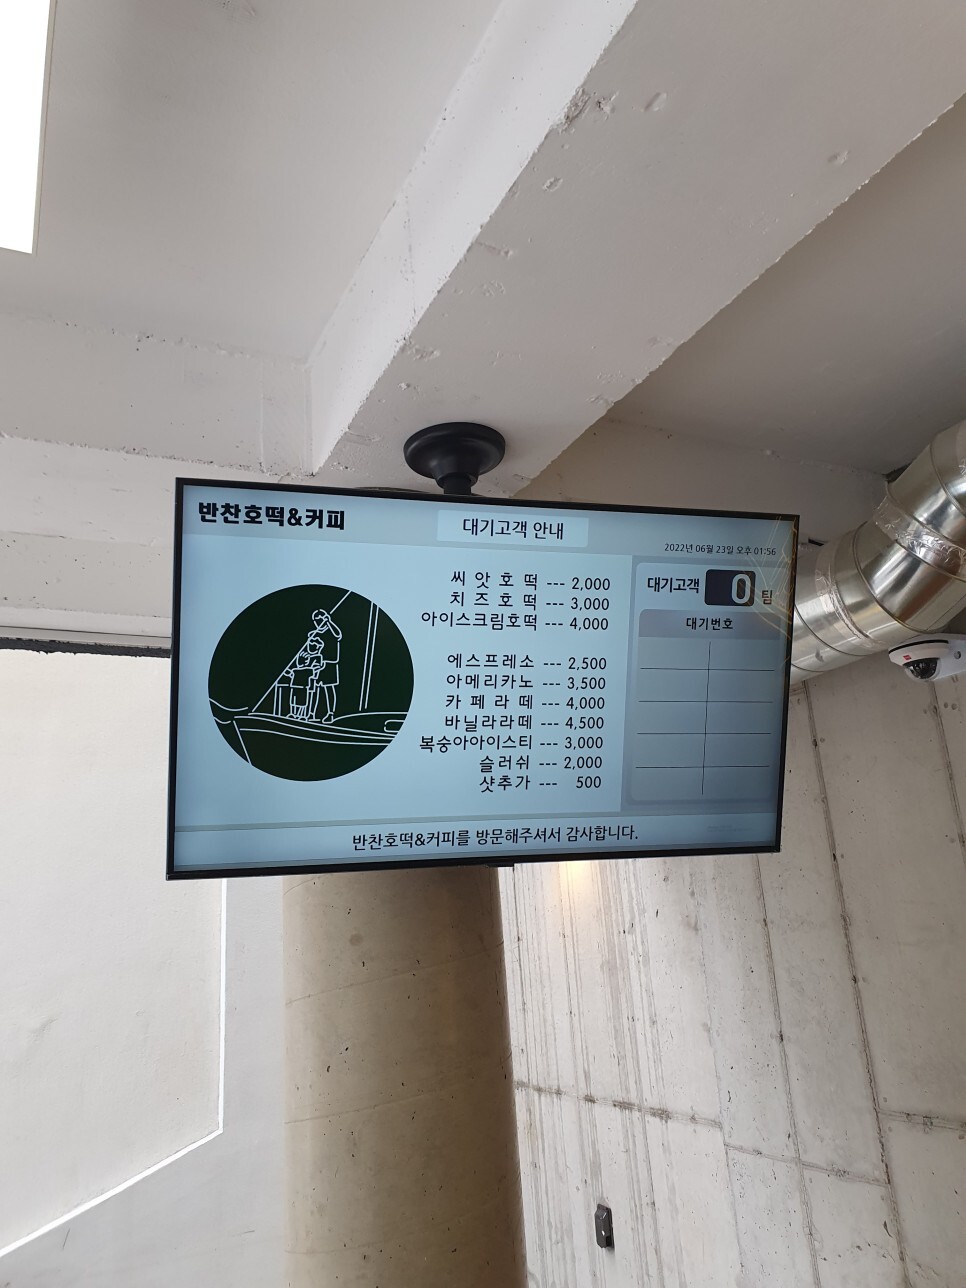 반찬호떡&커피
대기고객 안내
2022년 06월 23일 오후 01:56
씨앗호떡 --- 2,000
치즈호떡 --- 3,000
아이스크림호떡 --- 4,000
에스프레소 --- 2,500
아메리카노 --- 3,500
카페라떼 --- 4,000
바닐라라떼 --- 4,500
복숭아아이스티 --- 3,000
슬러쉬 --- 2,000
샷추가 --- 500
대기고객 0 팀
대기번호
반찬호떡&커피를 방문해주셔서 감사합니다.